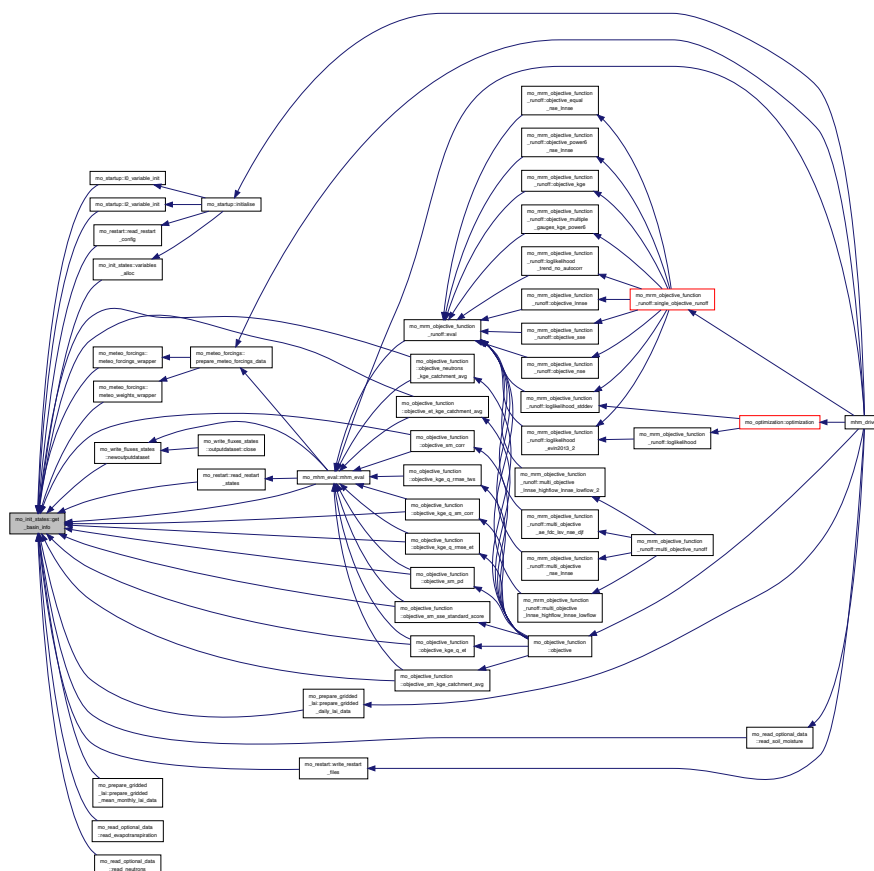 mo_mrm_objective_function
_runoff::objective_equal
_nse_lnnse
mo_mrm_objective_function
_runoff::objective_power6
_nse_lnnse
mo_startup::l0_variable_init
mo_mrm_objective_function
_runoff::objective_kge
mo_startup::l2_variable_init
mo_startup::initialise
mo_mrm_objective_function
_runoff::objective_multiple
_gauges_kge_power6
mo_restart::read_restart
_config
mo_init_states::variables
_alloc
mo_mrm_objective_function
_runoff::loglikelihood
_trend_no_autocorr
mo_mrm_objective_function
_runoff::objective_lnnse
mo_mrm_objective_function
_runoff::single_objective_runoff
mo_mrm_objective_function
_runoff::eval
mo_mrm_objective_function
_runoff::objective_sse
mo_meteo_forcings::
meteo_forcings_wrapper
mo_meteo_forcings::
prepare_meteo_forcings_data
mo_objective_function
::objective_neutrons
_kge_catchment_avg
mo_mrm_objective_function
_runoff::objective_nse
mo_meteo_forcings::
meteo_weights_wrapper
mo_objective_function
::objective_et_kge_catchment_avg
mo_mrm_objective_function
_runoff::loglikelihood_stddev
mo_optimization::optimization
mhm_driv
mo_write_fluxes_states
::outputdataset::close
mo_write_fluxes_states
::newoutputdataset
mo_objective_function
::objective_sm_corr
mo_mrm_objective_function
_runoff::loglikelihood
_evin2013_2
mo_mrm_objective_function
_runoff::loglikelihood
mo_restart::read_restart
_states
mo_mhm_eval::mhm_eval
mo_objective_function
::objective_kge_q_rmse_tws
mo_mrm_objective_function
_runoff::multi_objective
_lnnse_highflow_lnnse_lowflow_2
mo_init_states::get
_basin_info
mo_objective_function
::objective_kge_q_sm_corr
mo_mrm_objective_function
_runoff::multi_objective
_ae_fdc_lsv_nse_djf
mo_objective_function
::objective_kge_q_rmse_et
mo_mrm_objective_function
_runoff::multi_objective_runoff
mo_mrm_objective_function
_runoff::multi_objective
_nse_lnnse
mo_objective_function
::objective_sm_pd
mo_mrm_objective_function
_runoff::multi_objective
_lnnse_highflow_lnnse_lowflow
mo_objective_function
::objective_sm_sse_standard_score
mo_objective_function
::objective_kge_q_et
mo_objective_function
::objective
mo_objective_function
::objective_sm_kge_catchment_avg
mo_prepare_gridded
_lai::prepare_gridded
_daily_lai_data
mo_read_optional_data
::read_soil_moisture
mo_restart::write_restart
_files
mo_prepare_gridded
_lai::prepare_gridded
_mean_monthly_lai_data
mo_read_optional_data
::read_evapotranspiration
mo_read_optional_data
::read_neutrons